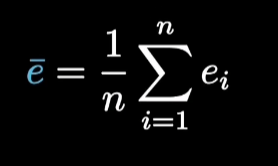 ē = 1/n ∑_{i=1}^{n} e_i